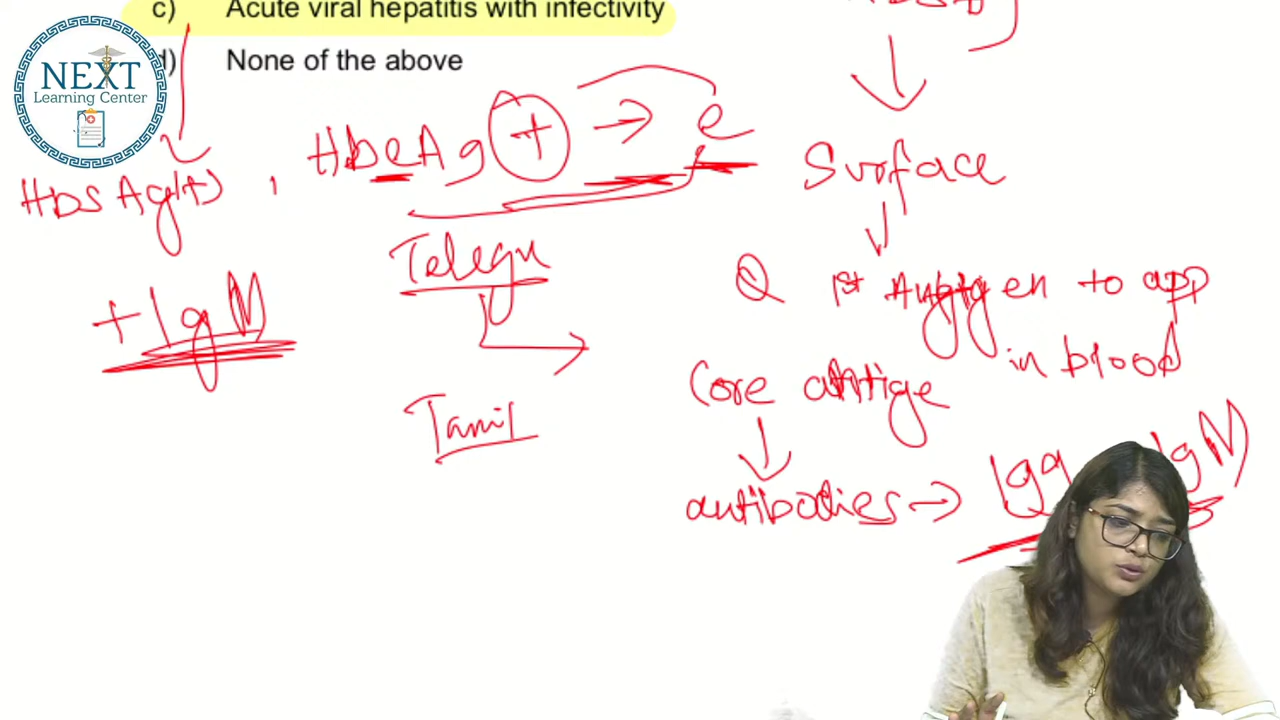 c) Acute viral hepatitis with infectivity
d) None of the above
NEXT
Learning Center
HbsAg(+) , HbeAg + → e
+ IgM
Telegu
Tamil
Surface
Q 1st Antigen to app
in blood
Core antige
antibodies → IgG IgM